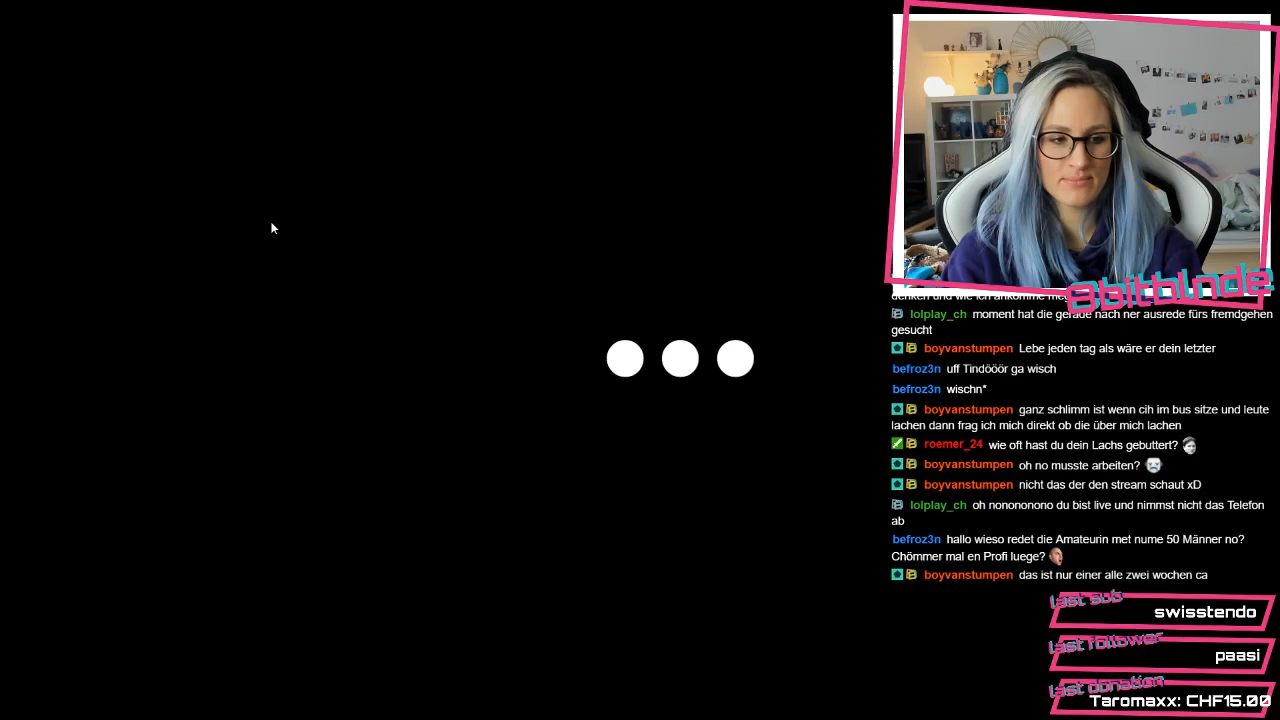 8bitblnde
lolplay_ch moment hat die gerade nach ner ausrede fürs fremdgehen
gesucht
boyvanstumpen Lebe jeden tag als wäre er dein letzter
befroz3n uff Tindööör ga wisch
befroz3n wischn*
boyvanstumpen ganz schlimm ist wenn cih im bus sitze und leute
lachen dann frag ich mich direkt ob die über mich lachen
roemer_24 wie oft hast du dein Lachs gebuttert?
boyvanstumpen oh no musste arbeiten?
boyvanstumpen nicht das der den stream schaut xD
lolplay_ch oh nonononono du bist live und nimmst nicht das Telefon
ab
befroz3n hallo wieso redet die Amateurin met nume 50 Männer no?
Chömmer mal en Profi luege?
boyvanstumpen das ist nur einer alle zwei wochen ca
last sub
swisstendo
last follower
paasi
last donation
Taromaxx: CHF15.00